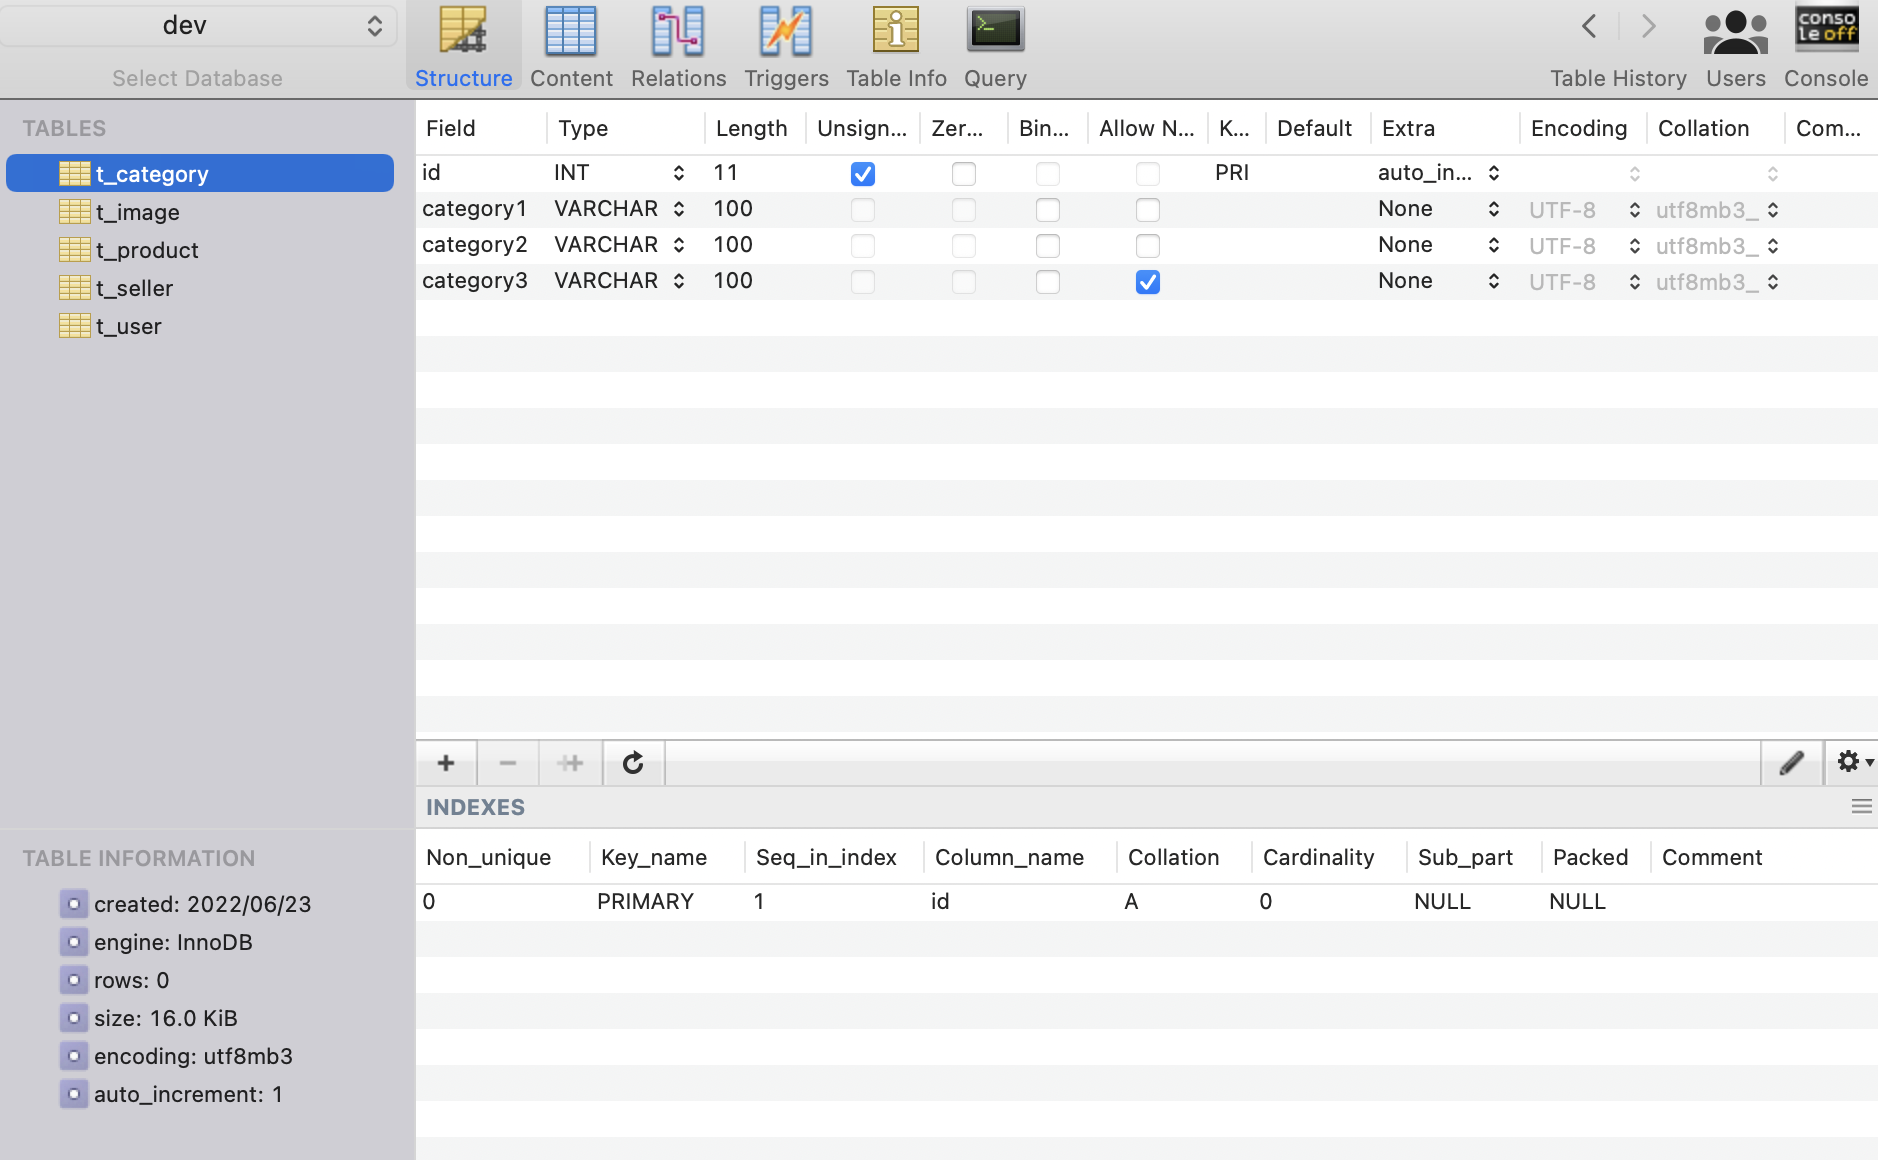 dev
Select Database
Structure Content Relations Triggers Table Info Query
Table History Users Console
conso
leoff
TABLES
t_category
t_image
t_product
t_seller
t_user
Field Type Length Unsign... Zer... Bin... Allow N... K... Default Extra Encoding Collation Com...
id INT 11 PRI auto_in...
category1 VARCHAR 100 None UTF-8 utf8mb3_
category2 VARCHAR 100 None UTF-8 utf8mb3_
category3 VARCHAR 100 None UTF-8 utf8mb3_
INDEXES
Non_unique Key_name Seq_in_index Column_name Collation Cardinality Sub_part Packed Comment
0 PRIMARY 1 id A 0 NULL NULL
TABLE INFORMATION
created: 2022/06/23
engine: InnoDB
rows: 0
size: 16.0 KiB
encoding: utf8mb3
auto_increment: 1